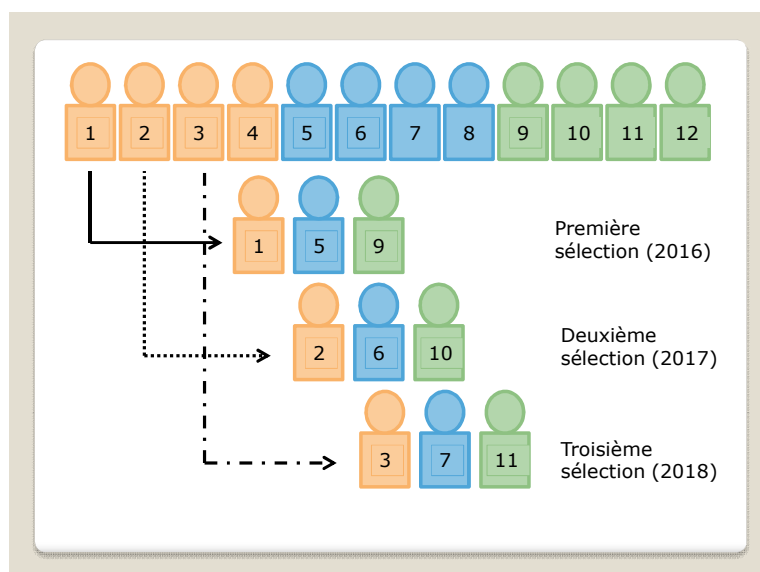 1 2 3 4 5 6 7 8 9 10 11 12
1 5 9
Première
sélection (2016)
2 6 10
Deuxième
sélection (2017)
3 7 11
Troisième
sélection (2018)